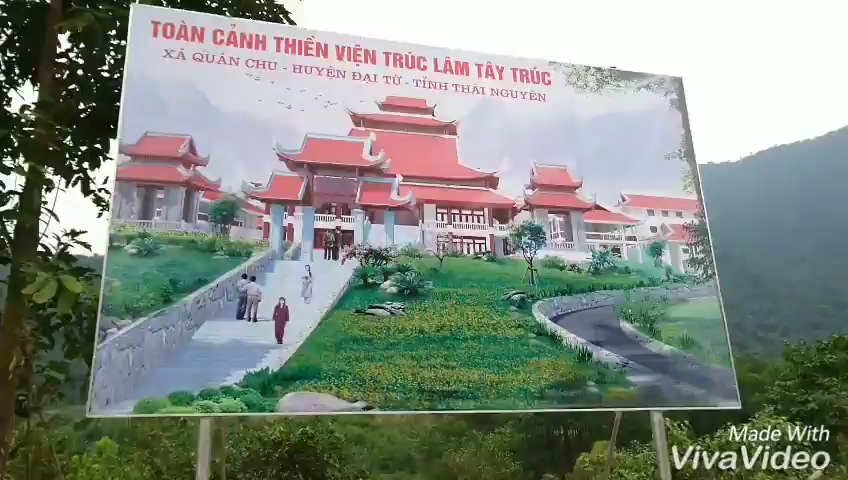 TOÀN CẢNH THIỀN VIỆN TRÚC LÂM TÂY TRÚC
XÃ QUÂN CHU - HUYỆN ĐẠI TỪ - TỈNH THÁI NGUYÊN
Made With
VivaVideo